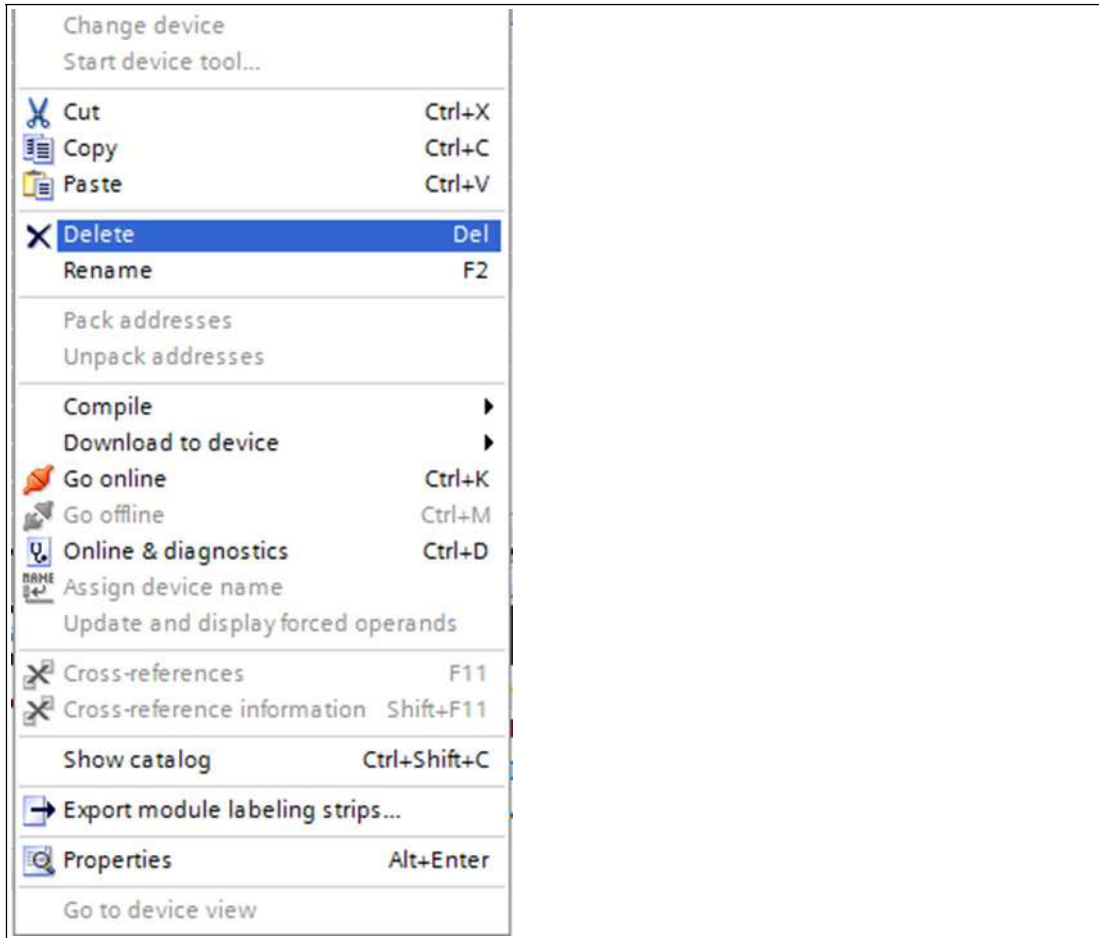 Change device
Start device tool...
Cut Ctrl+X
Copy Ctrl+C
Paste Ctrl+V
Delete Del
Rename F2
Pack addresses
Unpack addresses
Compile
Download to device
Go online Ctrl+K
Go offline Ctrl+M
Online & diagnostics Ctrl+D
NAME Assign device name
Update and display forced operands
Cross-references F11
Cross-reference information Shift+F11
Show catalog Ctrl+Shift+C
Export module labeling strips...
Properties Alt+Enter
Go to device view